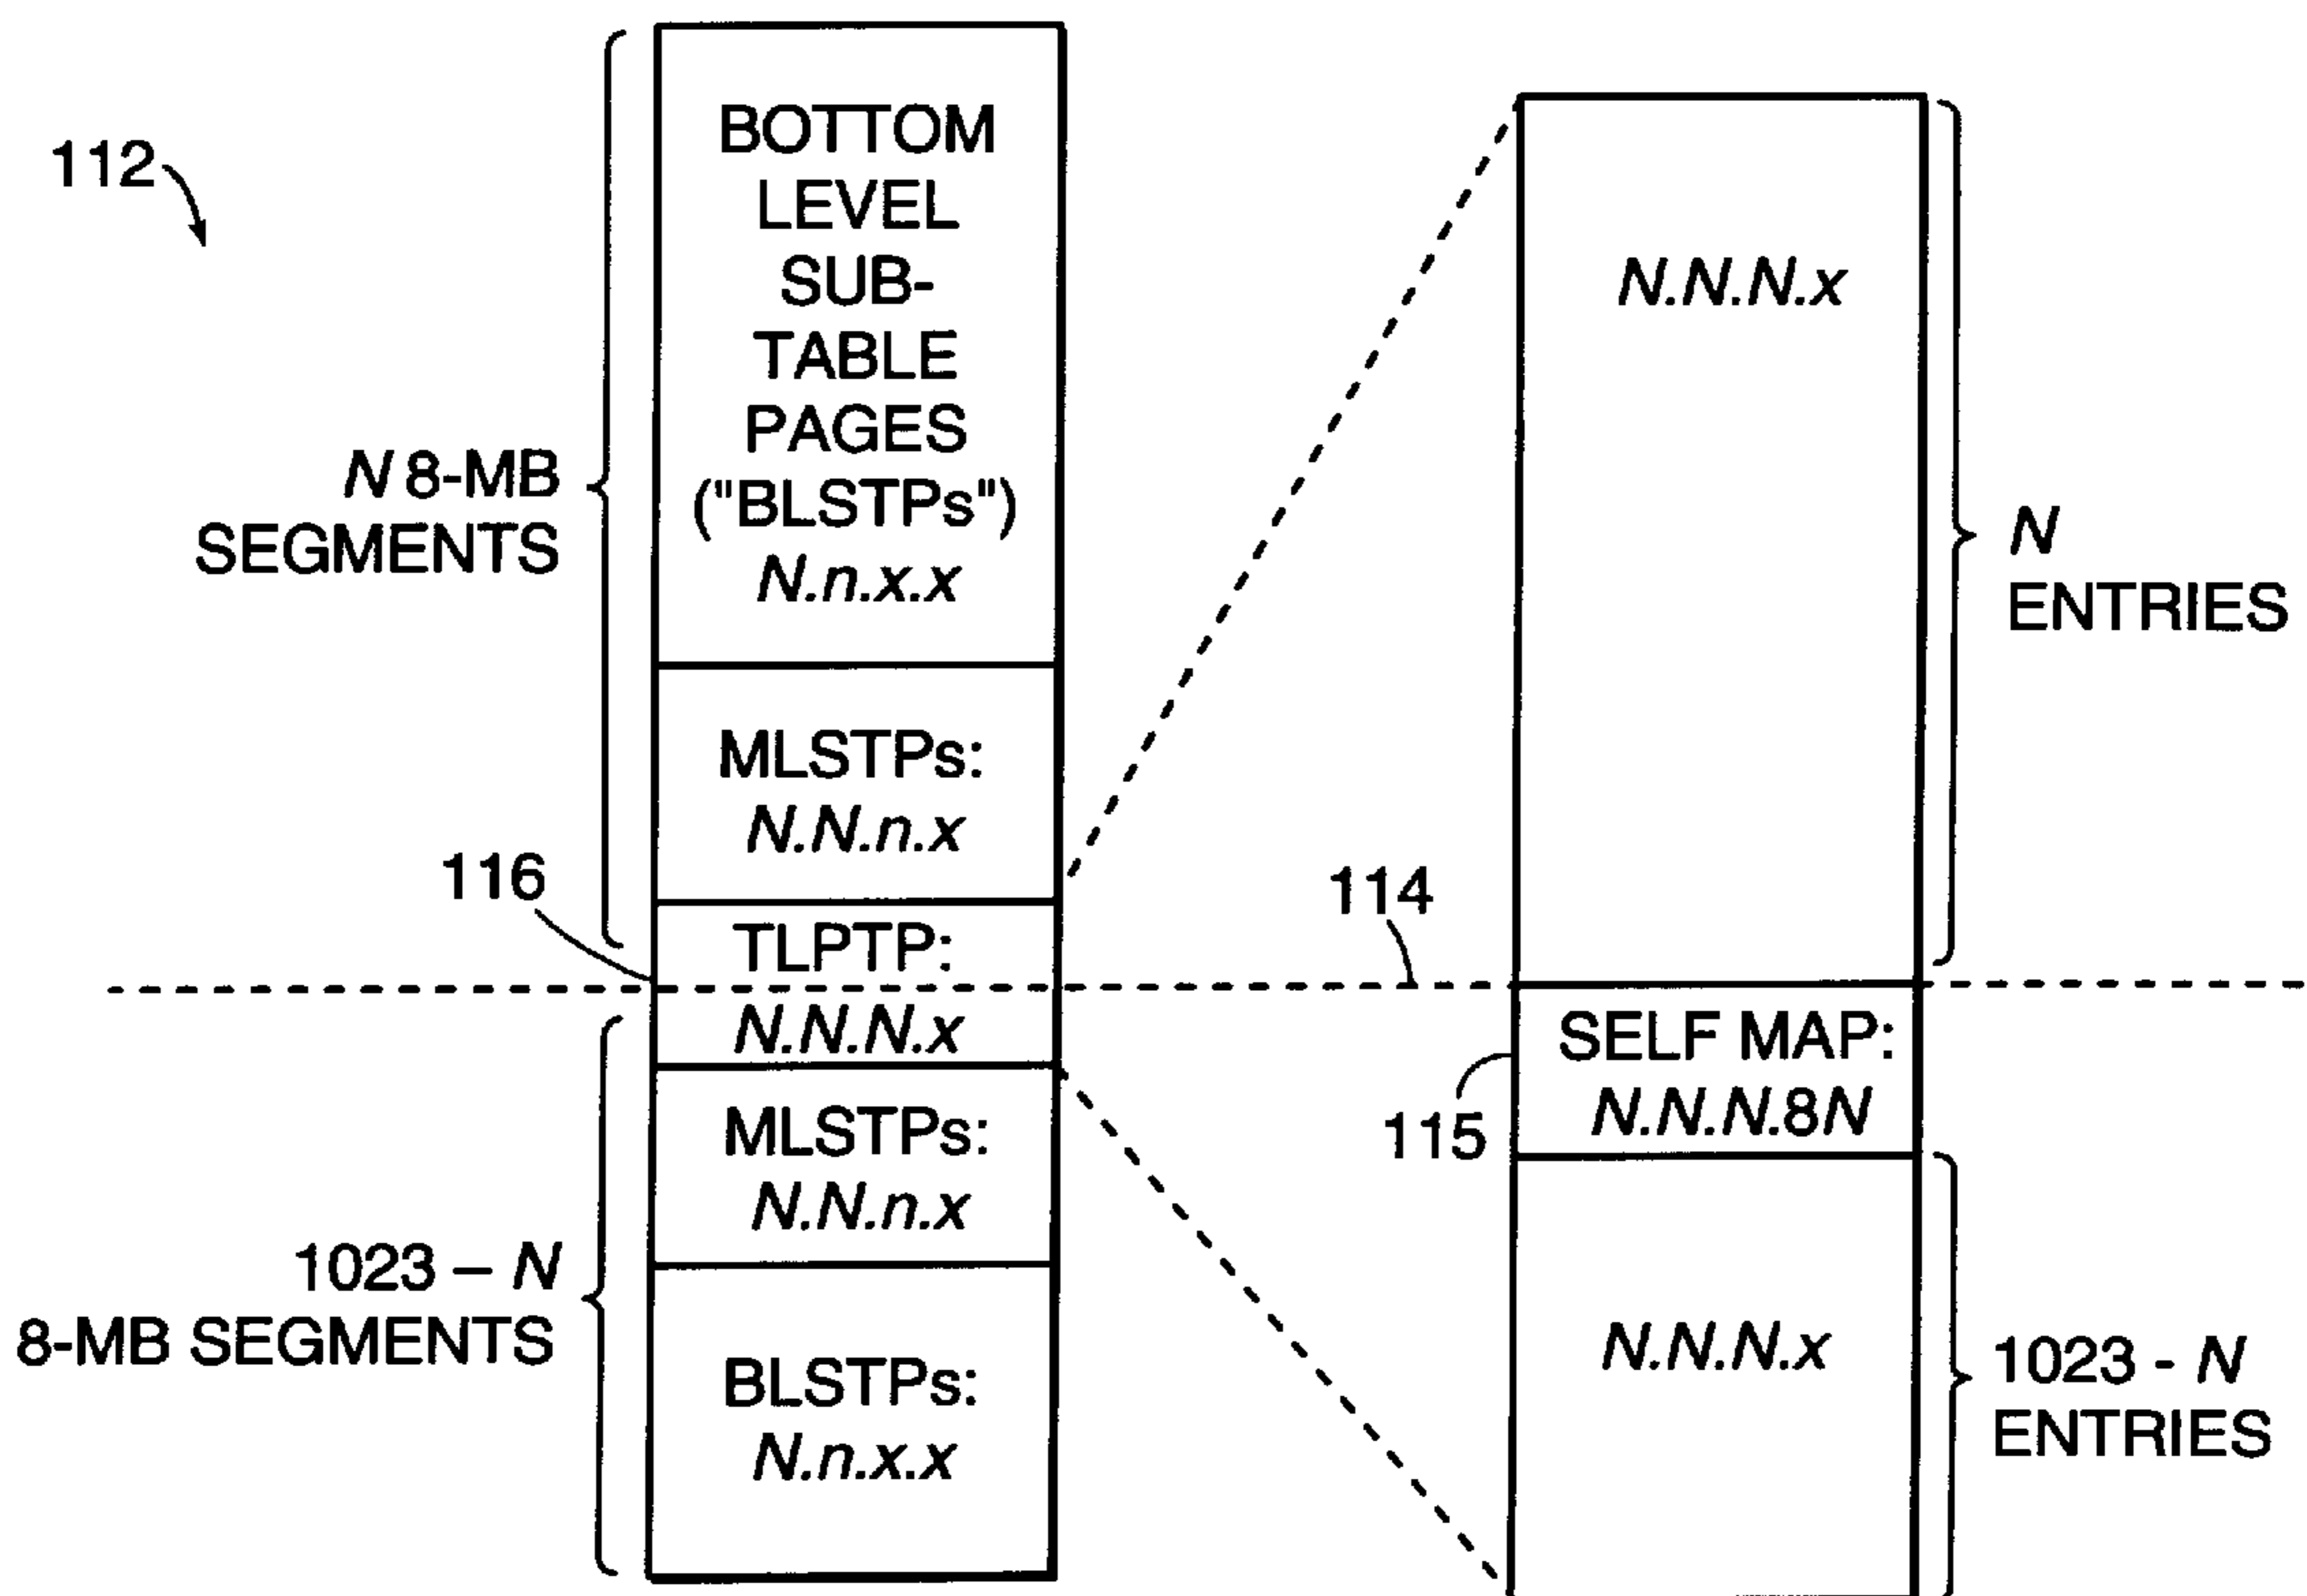 112
BOTTOM
LEVEL
SUB-
TABLE
PAGES
("BLSTPs")
N.n.x.x
N 8-MB
SEGMENTS
MLSTPs:
N.N.n.x
116
TLPTP:
N.N.N.x
MLSTPs:
N.N.n.x
1023 – N
8-MB SEGMENTS
BLSTPs:
N.n.x.x
N.N.N.x
N
ENTRIES
114
SELF MAP:
N.N.N.8N
115
N.N.N.x
1023 - N
ENTRIES